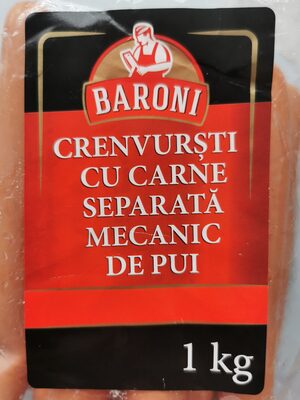 BARONI
CRENVURȘTI
CU CARNE
SEPARATĂ
MECANIC
DE PUI
1 kg